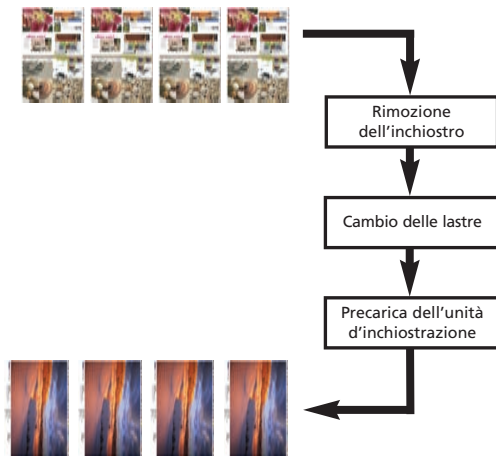 Rimozione
dell'inchiostro
Cambio delle lastre
Precarica dell'unità
d'inchiostrazione